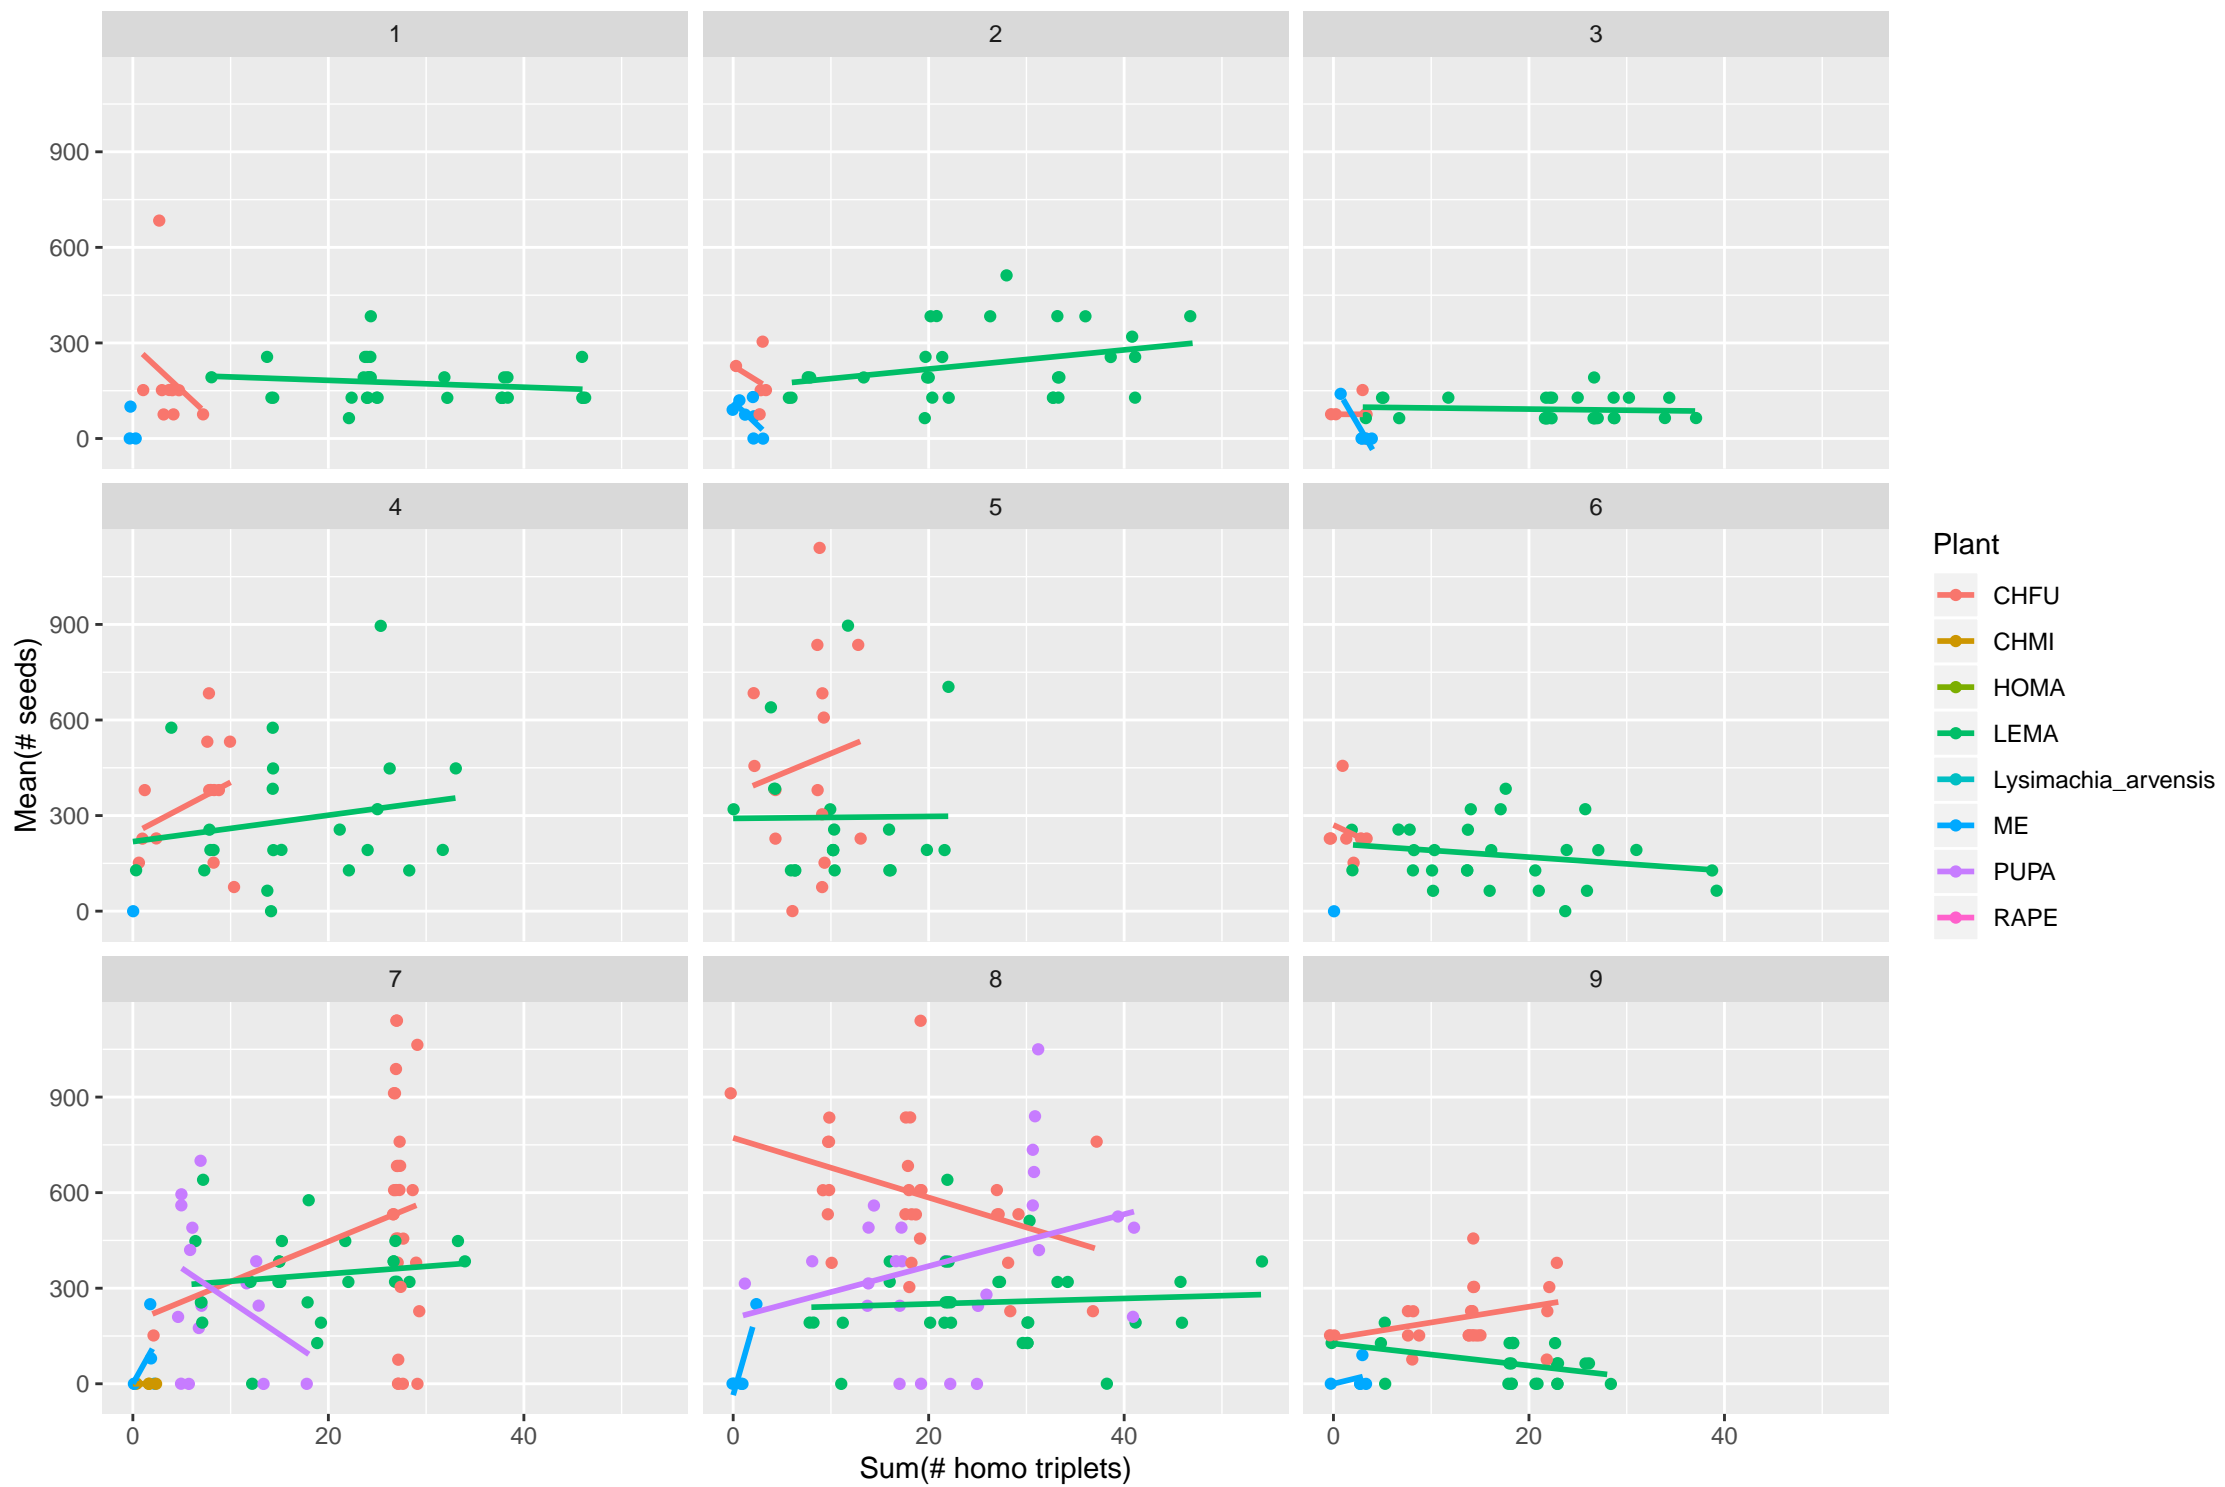 1 2 3
900
600
300
0
4 5 6
900
600
300
0
7 8 9
900
600
300
0
0 20 40 0 20 40 0 20 40
Sum(# homo triplets)
Mean(# seeds)
Plant
CHFU
CHMI
HOMA
LEMA
Lysimachia_arvensis
ME
PUPA
RAPE